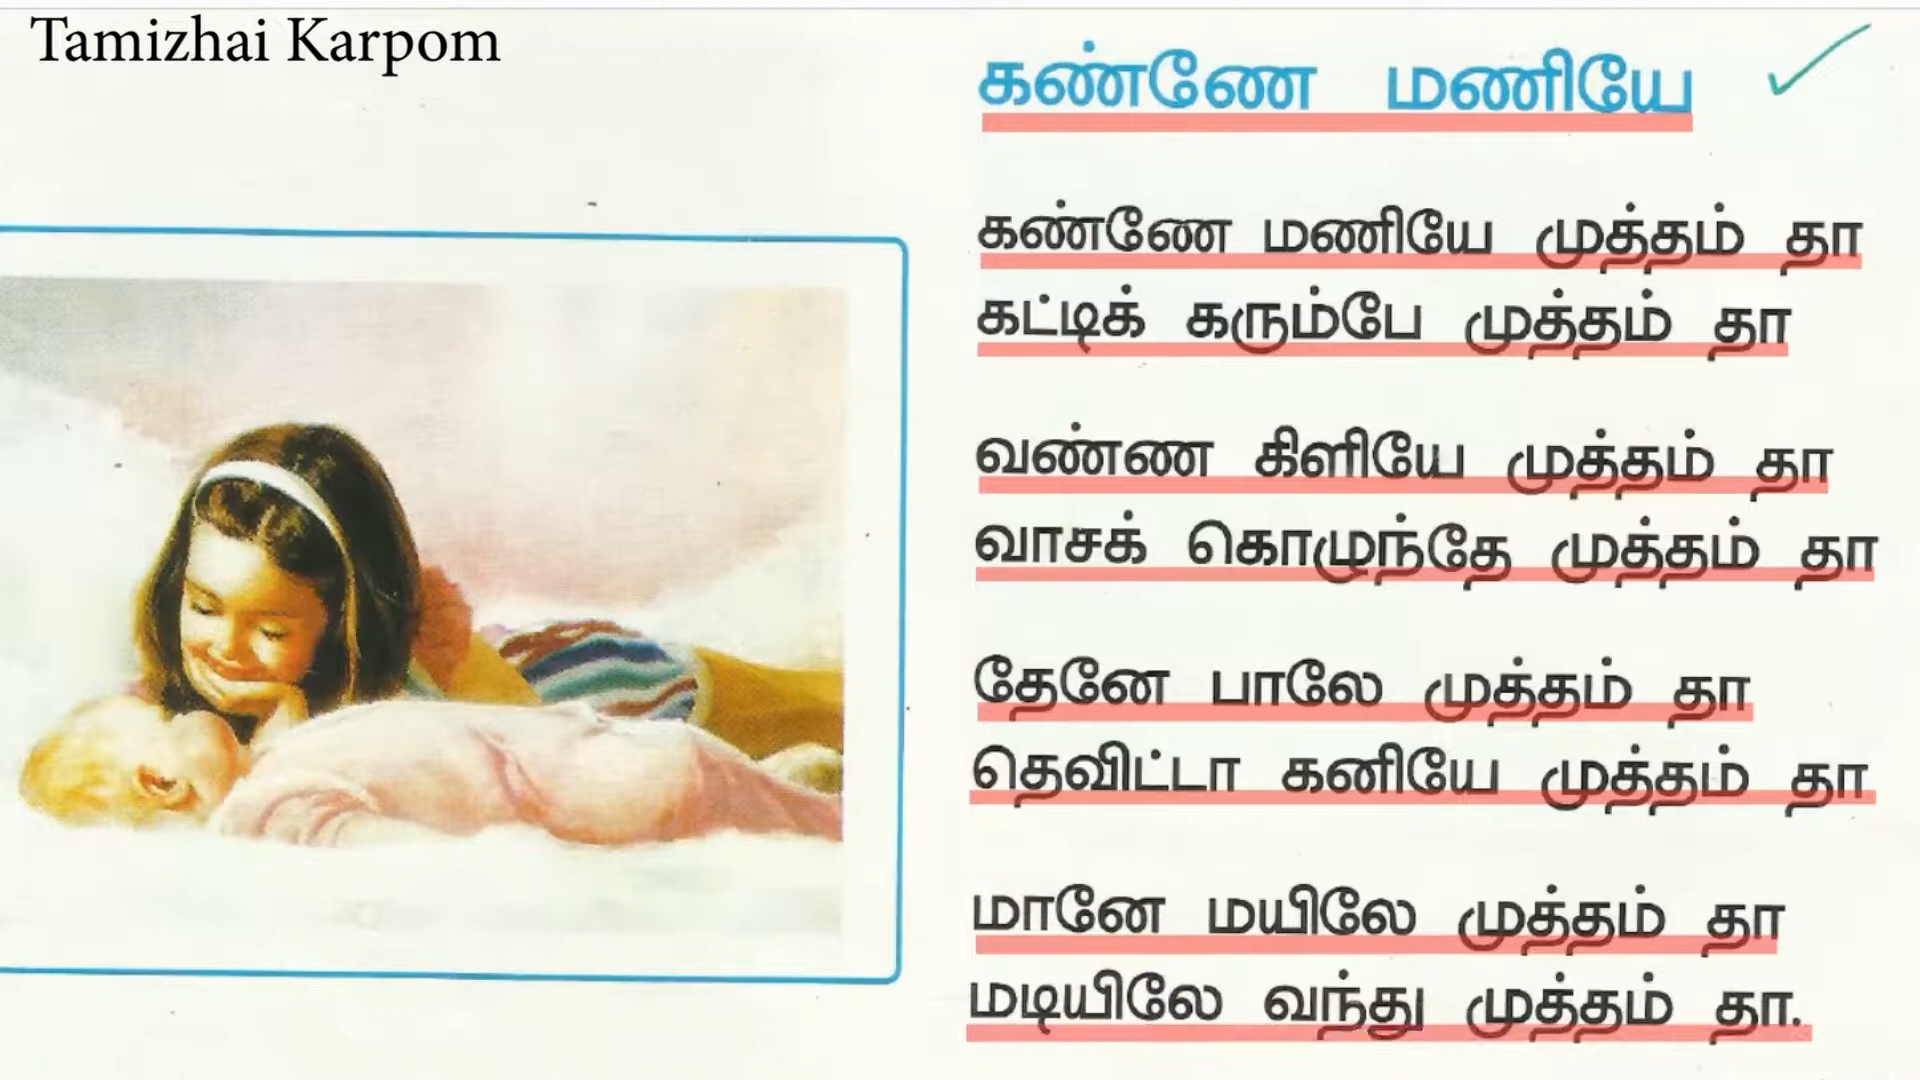 Tamizhai Karpom
கண்ணே மணியே
கண்ணே மணியே முத்தம் தா
கட்டிக் கரும்பே முத்தம் தா
வண்ண கிளியே முத்தம் தா
வாசக் கொழுந்தே முத்தம் தா
தேனே பாலே முத்தம் தா
தெவிட்டா கனியே முத்தம் தா
மானே மயிலே முத்தம் தா
மடியிலே வந்து முத்தம் தா.